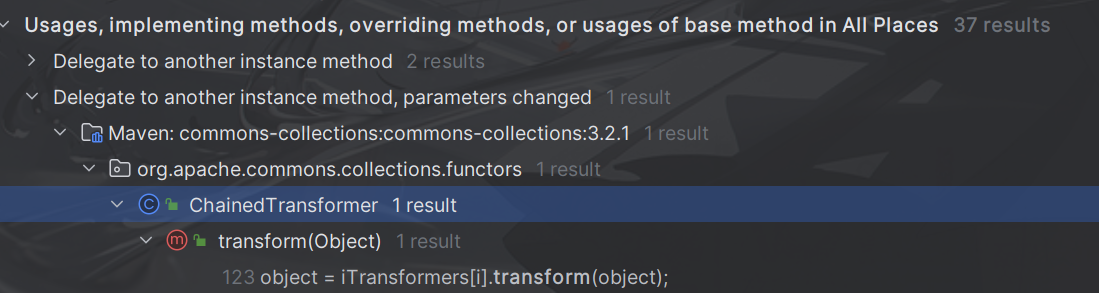 Usages, implementing methods, overriding methods, or usages of base method in All Places 37 results
Delegate to another instance method 2 results
Delegate to another instance method, parameters changed 1 result
Maven: commons-collections:commons-collections:3.2.1 1 result
org.apache.commons.collections.functors 1 result
C ChainedTransformer 1 result
m transform(Object) 1 result
123 object = iTransformers[i].transform(object);